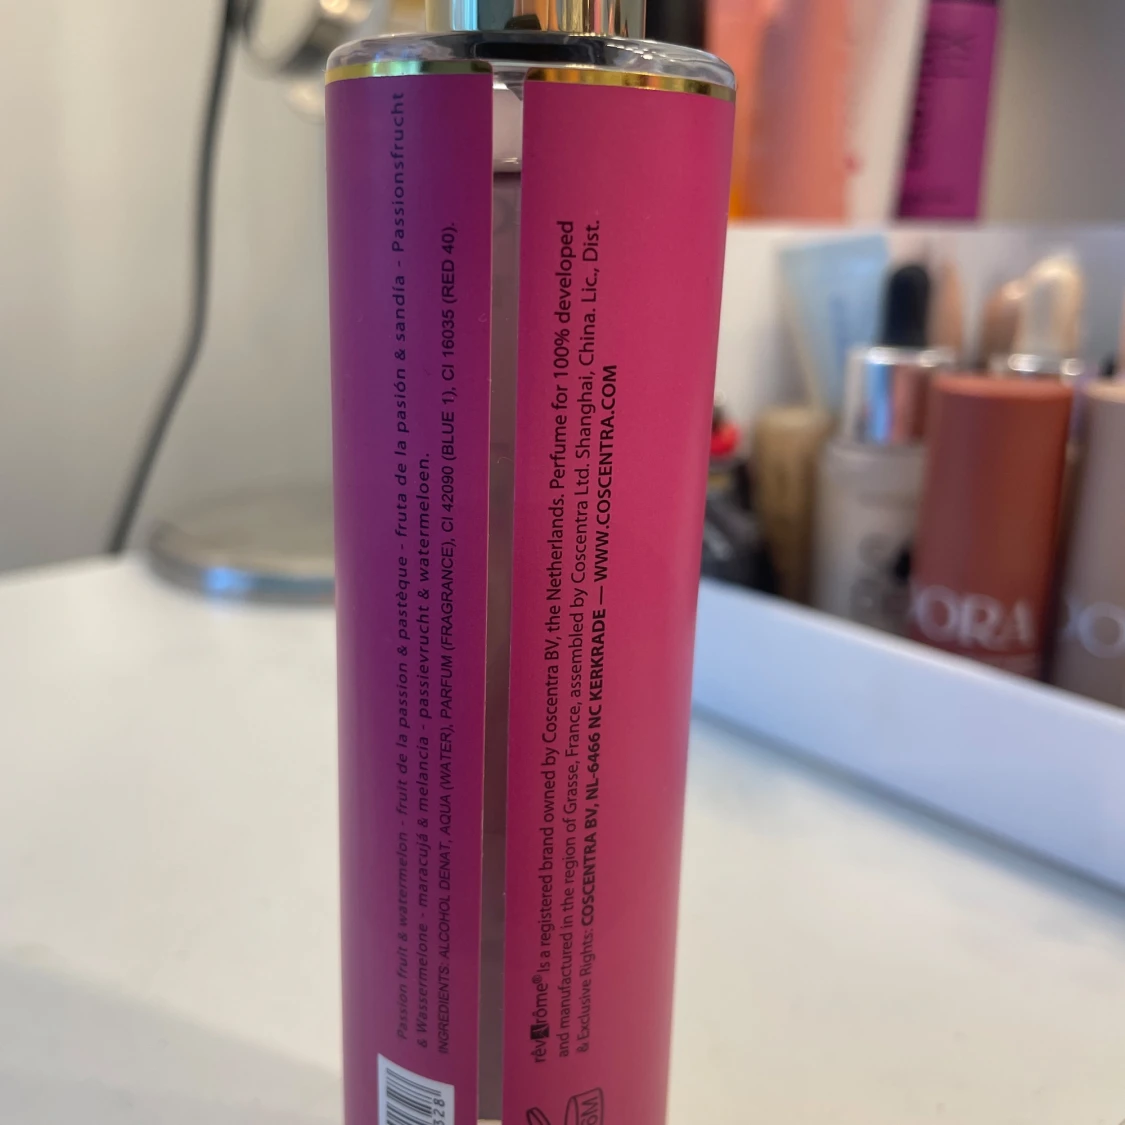 Passion fruit & watermelon - fruit de la passion & pastèque - fruta de la pasión & sandía - Passionsfrucht
& Wassermelone - maracujá & melancia - passievrucht & watermeloen.
INGREDIENTS: ALCOHOL DENAT, AQUA (WATER), PARFUM (FRAGRANCE), CI 42090 (BLUE 1), CI 16035 (RED 40).
328
rêvArôme® Is a registered brand owned by Coscentra BV, the Netherlands. Perfume for 100% developed
and manufactured in the region of Grasse, France, assembled by Coscentra Ltd. Shanghai, China. Lic., Dist.
& Exclusive Rights: COSCENTRA BV, NL-6466 NC KERKRADE — WWW.COSCENTRA.COM